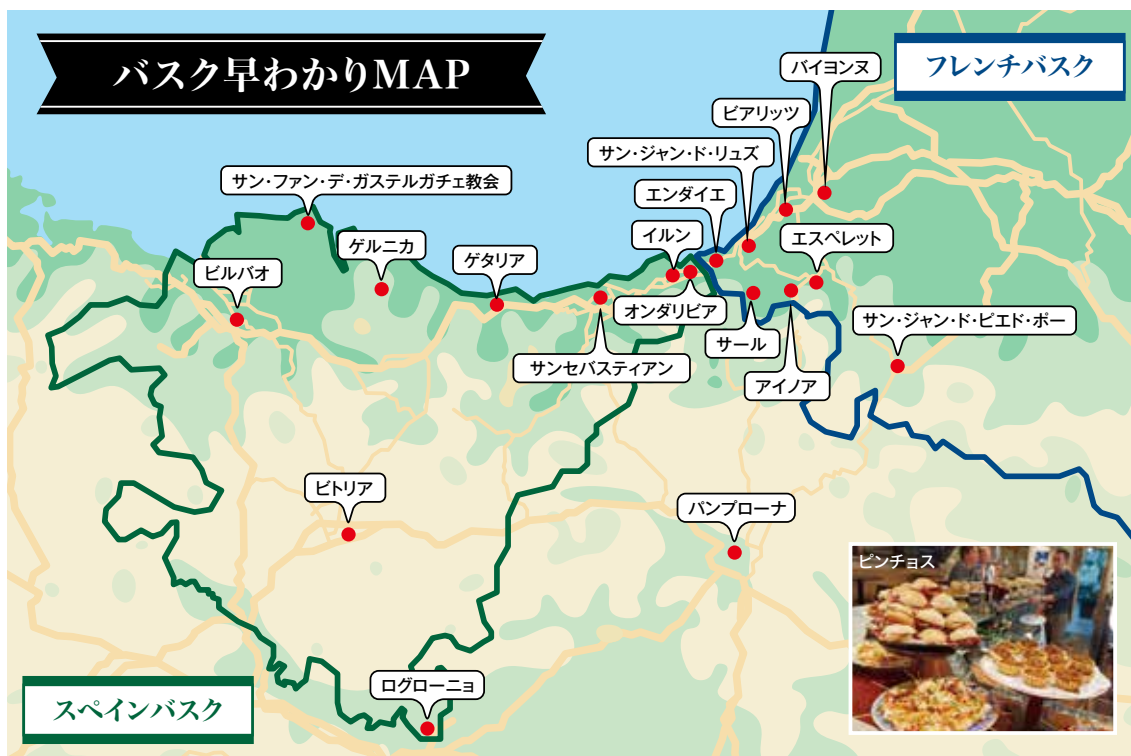 バスク早わかりMAP
フレンチバスク
バイヨンヌ
ビアリッツ
サン・ジャン・ド・リュズ
サン・ファン・デ・ガステルガチェ教会
エンダイエ
イルン
エスペレット
ゲルニカ
ゲタリア
ビルバオ
オンダリビア
サン・ジャン・ド・ピエド・ポー
サール
サンセバスティアン
アイノア
ビトリア
パンプローナ
ピンチョス
ログローニョ
スペインバスク